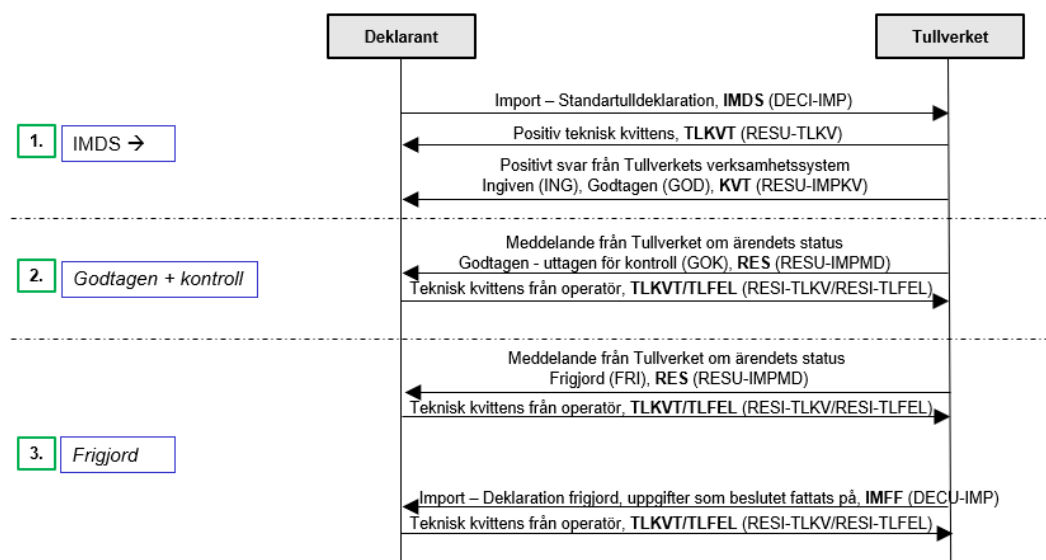 Deklarant
Tullverket
Import – Standartulldeklaration, IMDS (DECI-IMP)
1.
IMDS →
Positiv teknisk kvittens, TLKVT (RESU-TLKV)
Positivt svar från Tullverkets verksamhetssystem
Ingiven (ING), Godtagen (GOD), KVT (RESU-IMPKV)
2.
Godtagen + kontroll
Meddelande från Tullverket om ärendets status
Godtagen - uttagen för kontroll (GOK), RES (RESU-IMPMD)
Teknisk kvittens från operatör, TLKVT/TLFEL (RESI-TLKV/RESI-TLFEL)
Meddelande från Tullverket om ärendets status
Frigjord (FRI), RES (RESU-IMPMD)
Teknisk kvittens från operatör, TLKVT/TLFEL (RESI-TLKV/RESI-TLFEL)
3.
Frigjord
Import – Deklaration frigjord, uppgifter som beslutet fattats på, IMFF (DECU-IMP)
Teknisk kvittens från operatör, TLKVT/TLFEL (RESI-TLKV/RESI-TLFEL)